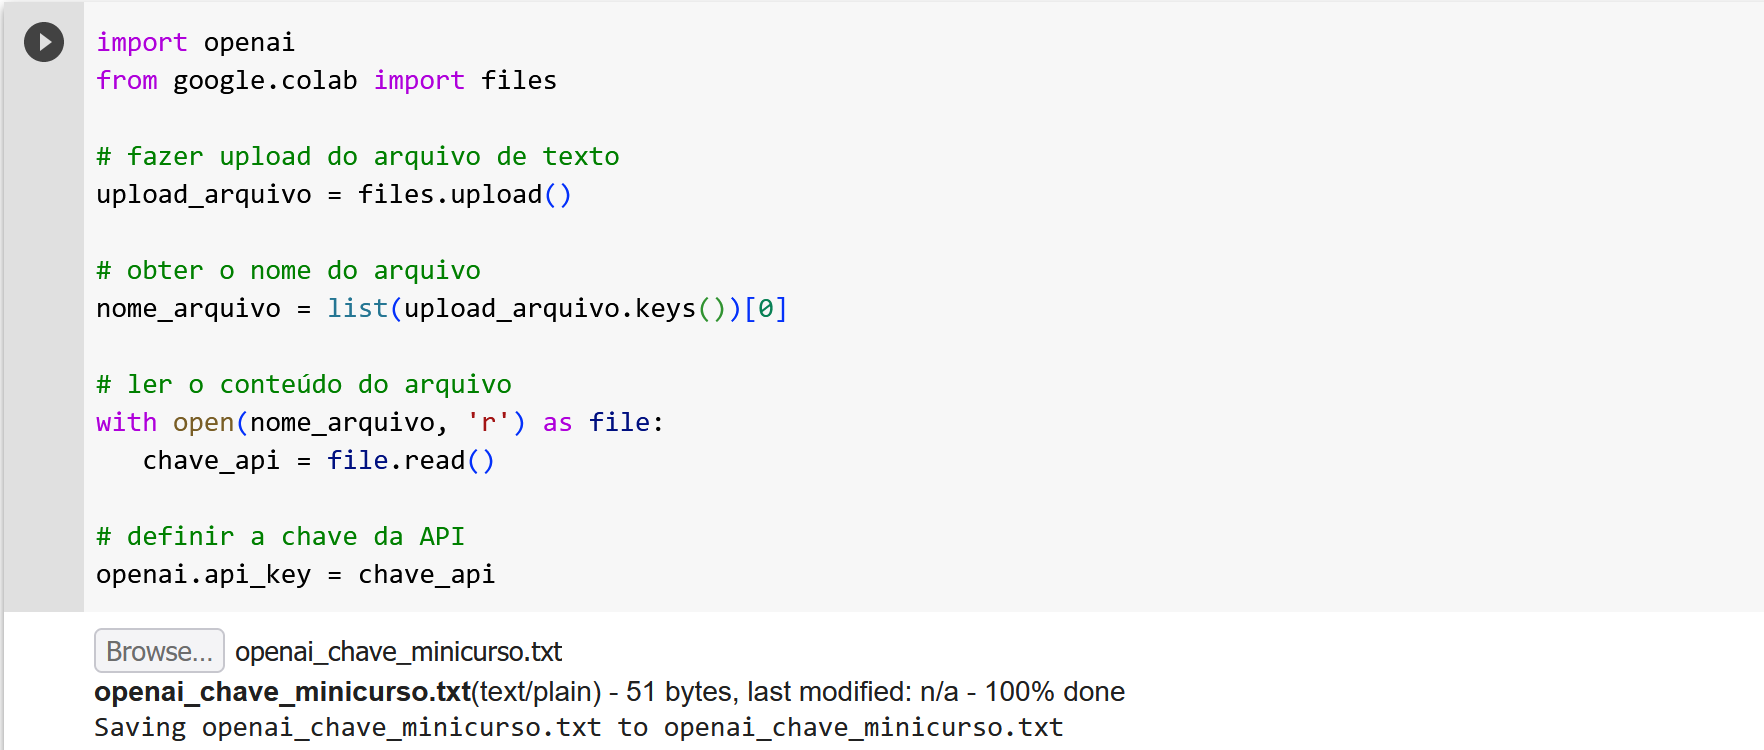 import openai
from google.colab import files
# fazer upload do arquivo de texto
upload_arquivo = files.upload()
# obter o nome do arquivo
nome_arquivo = list(upload_arquivo.keys())[0]
# ler o conteúdo do arquivo
with open(nome_arquivo, 'r') as file:
   chave_api = file.read()
# definir a chave da API
openai.api_key = chave_api
Browse... openai_chave_minicurso.txt
openai_chave_minicurso.txt(text/plain) - 51 bytes, last modified: n/a - 100% done
Saving openai_chave_minicurso.txt to openai_chave_minicurso.txt